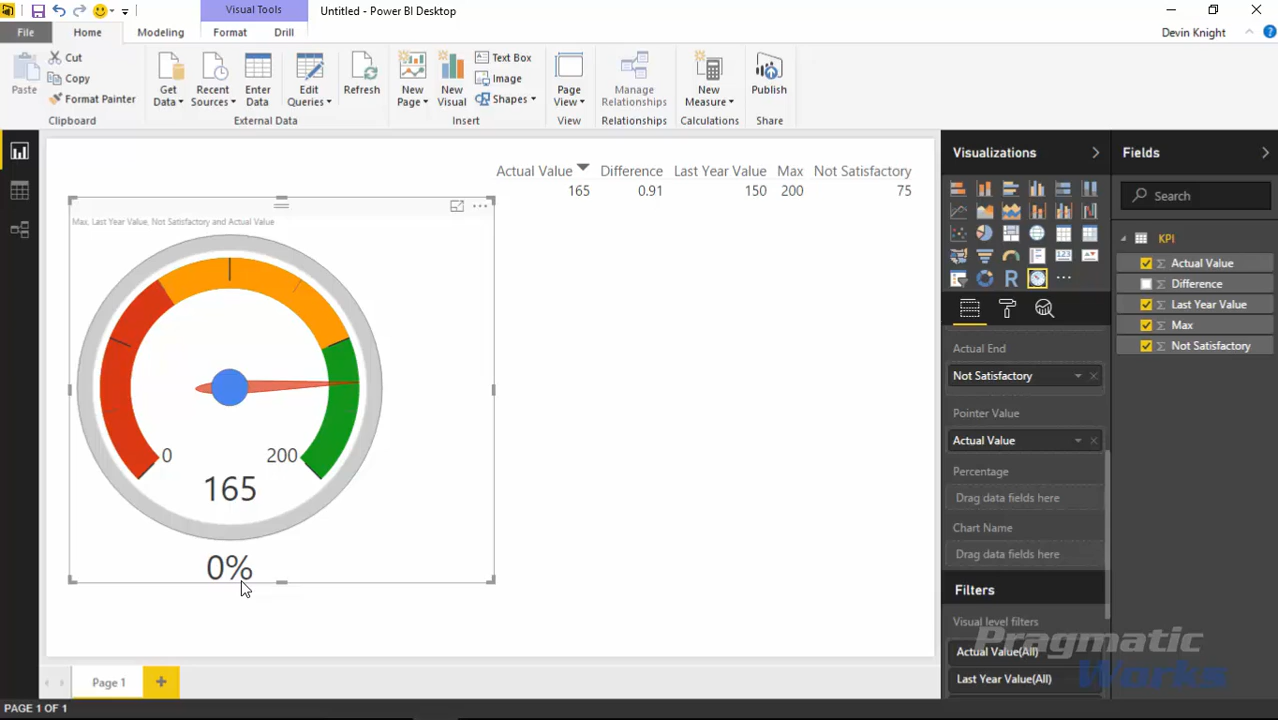 Visual Tools
Untitled - Power BI Desktop
File
Home
Modeling
Format
Drill
Devin Knight
Paste
Cut
Copy
Format Painter
Clipboard
Get Data
Recent Sources
Enter Data
Edit Queries
Refresh
External Data
New Page
New Visual
Text Box
Image
Shapes
Insert
Page View
View
Manage Relationships
Relationships
New Measure
Calculations
Publish
Share
Actual Value Difference Last Year Value Max Not Satisfactory
165 0.91 150 200 75
Max, Last Year Value, Not Satisfactory and Actual Value
0
200
165
0%
Visualizations
R
Actual End
Not Satisfactory
Pointer Value
Actual Value
Percentage
Drag data fields here
Chart Name
Drag data fields here
Filters
Visual level filters
Actual Value(All)
Last Year Value(All)
Fields
Search
KPI
Actual Value
Difference
Last Year Value
Max
Not Satisfactory
Pragmatic
Works
Page 1
PAGE 1 OF 1